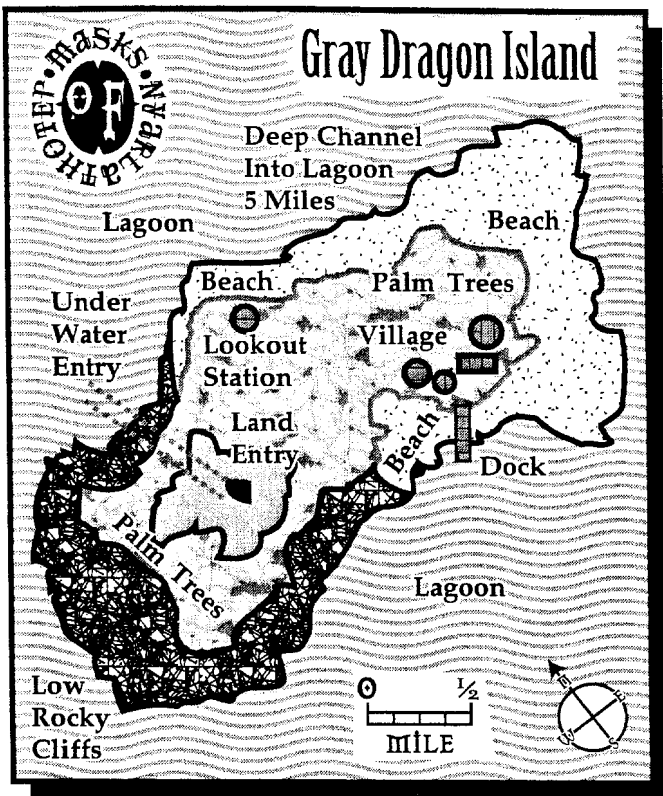 MASKS • OF • NYARLATHOTEP
Gray Dragon Island
Deep Channel
Into Lagoon
5 Miles
Lagoon
Beach
Beach
Palm Trees
Under
Water
Entry
Lookout
Station
Village
Land
Entry
Beach
Dock
Palm Trees
Lagoon
Low
Rocky
Cliffs
0 ½
MILE